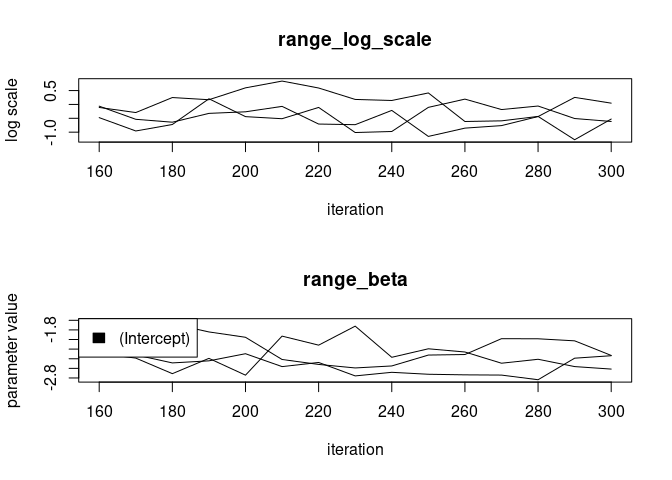 range_log_scale
log scale
0.5
-1.0
160 180 200 220 240 260 280 300
iteration
range_beta
parameter value
-1.8
-2.8
(Intercept)
160 180 200 220 240 260 280 300
iteration